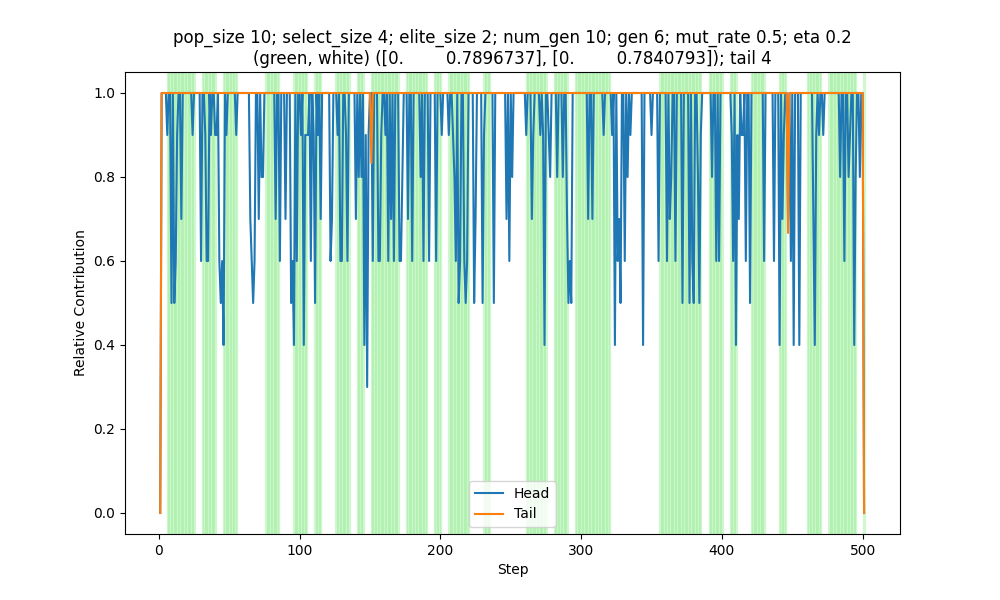 pop_size 10; select_size 4; elite_size 2; num_gen 10; gen 6; mut_rate 0.5; eta 0.2
(green, white) ([0. 0.7896737], [0. 0.7840793]); tail 4
1.0
0.8
0.6
0.4
0.2
0.0
Relative Contribution
Head
Tail
0
100
200
300
400
500
Step